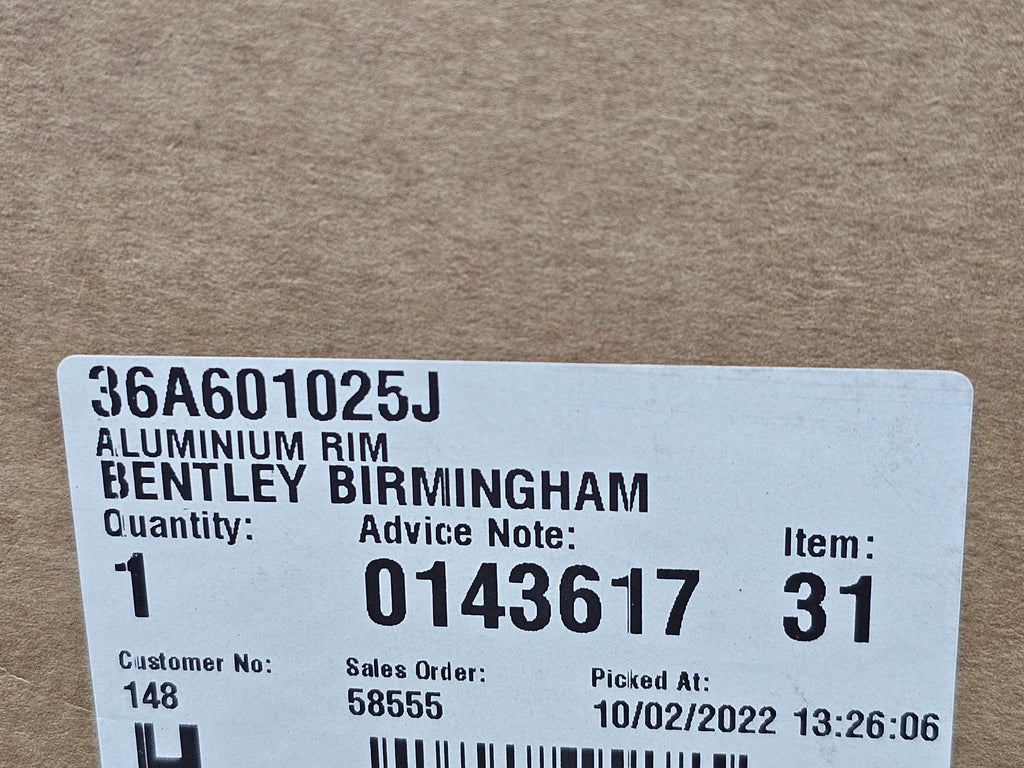 36A601025J
ALUMINIUM RIM
BENTLEY BIRMINGHAM
Quantity: Advice Note: Item:
1 0143617 31
Customer No: Sales Order: Picked At:
148 58555 10/02/2022 13:26:06